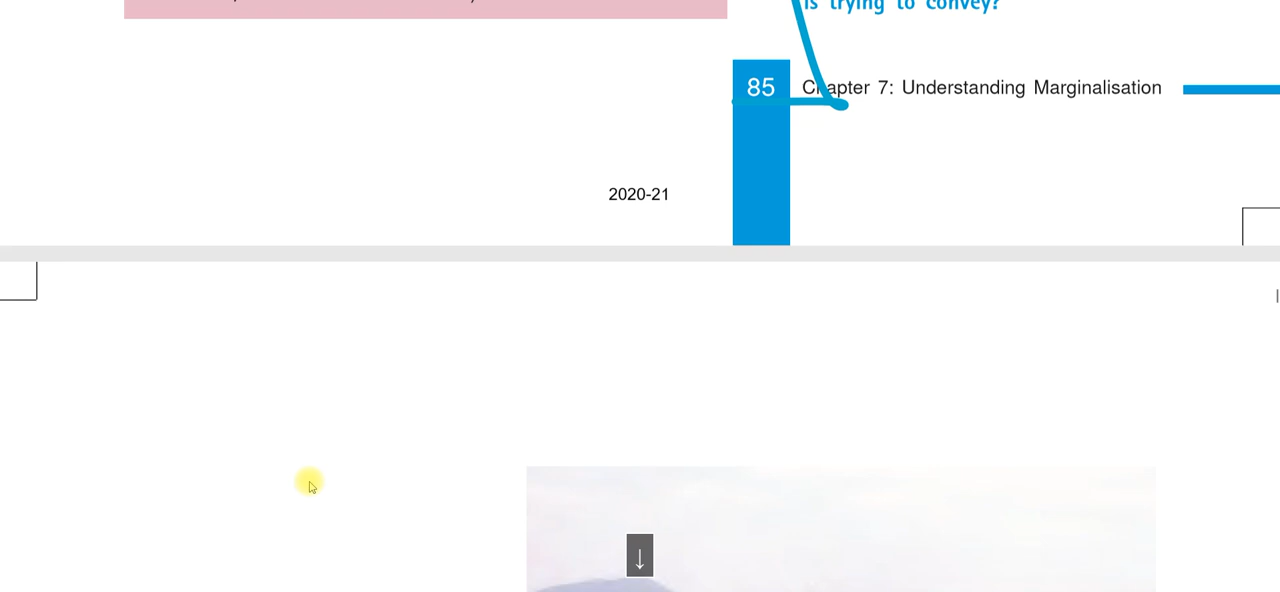 is trying to convey?
85 Chapter 7: Understanding Marginalisation
2020-21